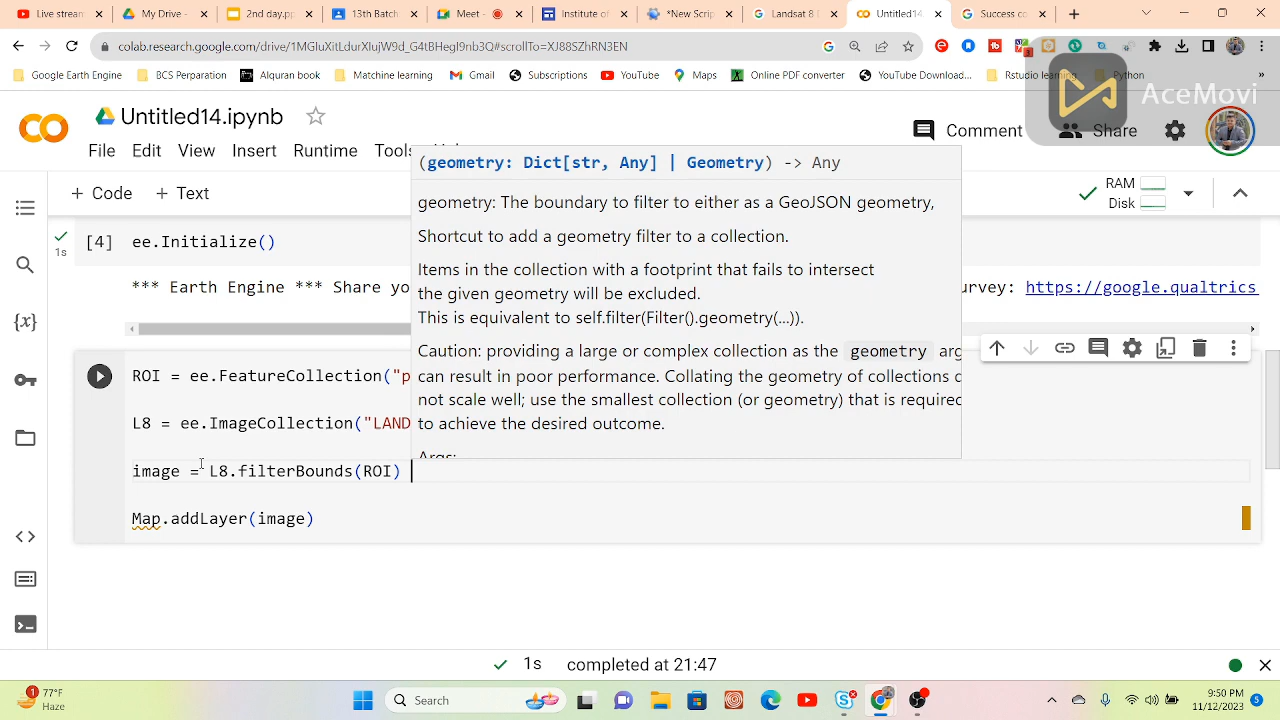 Live stream
My Drive -
2nd dapp
13th Batch
Meet -
Institute of
*New Scrip
Landsat 8 (
Untitled14
Success co
colab.research.google.com
XujW9d_G4tBHegI9nb3Q#scrollTo=XJ88SZhRN3EN
Google Earth Engine
BCS Perparation
Alquran book
Matchine learning
Gmail
Subscriptions
YouTube
Maps
Online PDF converter
YouTube Download...
Rstudio learning
Python
»
AceMovi
CO
Untitled14.ipynb
Comment
Share
File
Edit
View
Insert
Runtime
Tools
+ Code
+ Text
RAM
Disk
(geometry: Dict[str, Any] | Geometry) -> Any
geometry: The boundary to filter to either as a GeoJSON geometry,
Shortcut to add a geometry filter to a collection.
Items in the collection with a footprint that fails to intersect
the given geometry will be excluded.
This is equivalent to self.filter(Filter().geometry(...)).
Caution: providing a large or complex collection as the geometry arg
can result in poor performance. Collating the geometry of collections d
not scale well; use the smallest collection (or geometry) that is required
to achieve the desired outcome.
Args:
1s
[4] ee.Initialize()
*** Earth Engine *** Share yo
urvey: https://google.qualtrics
{x}
ROI = ee.FeatureCollection("p
L8 = ee.ImageCollection("LAND
image = L8.filterBounds(ROI)
Map.addLayer(image)
1s completed at 21:47
1
77°F
Haze
Search
9:50 PM
11/12/2023
5